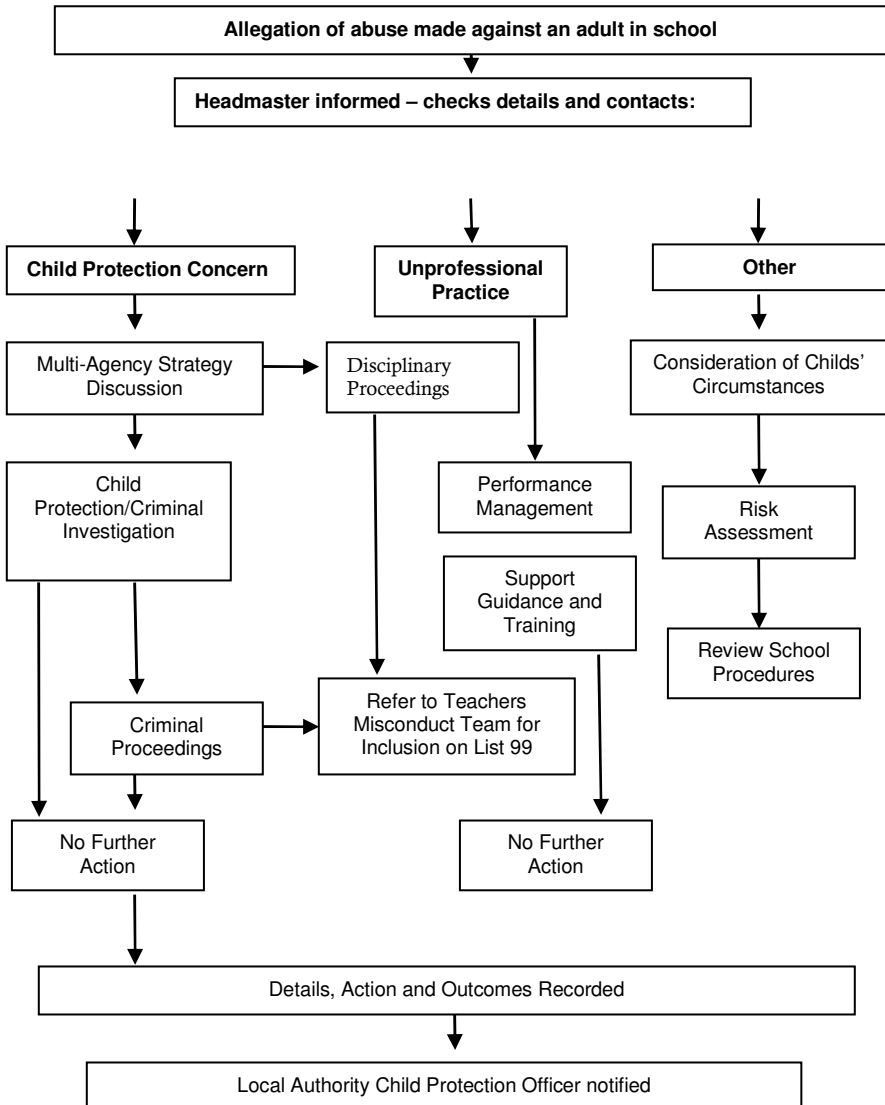 Allegation of abuse made against an adult in school
Headmaster informed – checks details and contacts:
Child Protection Concern
Unprofessional
Practice
Other
Multi-Agency Strategy
Discussion
Disciplinary
Proceedings
Consideration of Childs'
Circumstances
Child
Protection/Criminal
Investigation
Performance
Management
Risk
Assessment
Support
Guidance and
Training
Review School
Procedures
Criminal
Proceedings
Refer to Teachers
Misconduct Team for
Inclusion on List 99
No Further
Action
No Further
Action
Details, Action and Outcomes Recorded
Local Authority Child Protection Officer notified